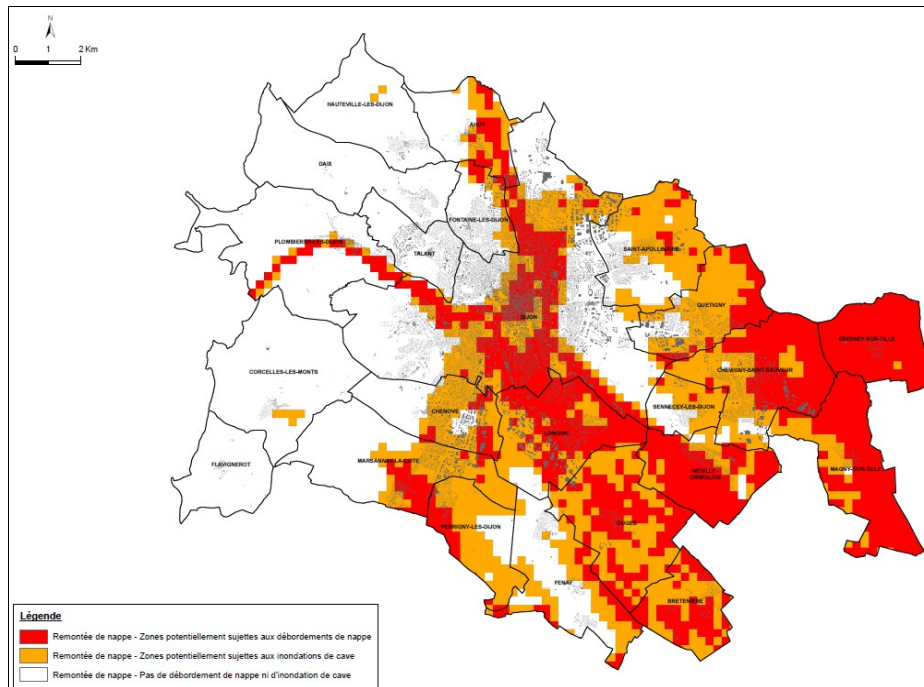 N
0 1 2 Km
HAUTEVILLE-LES-DIJON
AHUY
DAIX
FONTAINE-LES-DIJON
PLOMBIERES-LES-DIJON
TALANT
SAINT-APOLLINAIRE
QUETIGNY
DIJON
BRESSEY-SUR-TILLE
CORCELLES-LES-MONTS
CHEVIGNY-SAINT-SAUVEUR
CHENOVE
SENNECEY-LES-DIJON
LONGVIC
FLAVIGNEROT
MARSANNAY-LA-COTE
NEUILLY-CRIMOLOIS
MAGNY-SUR-TILLE
PERRIGNY-LES-DIJON
OUGES
FENAY
BRETENIERE
Légende
Remontée de nappe - Zones potentiellement sujettes aux débordements de nappe
Remontée de nappe - Zones potentiellement sujettes aux inondations de cave
Remontée de nappe - Pas de débordement de nappe ni d'inondation de cave